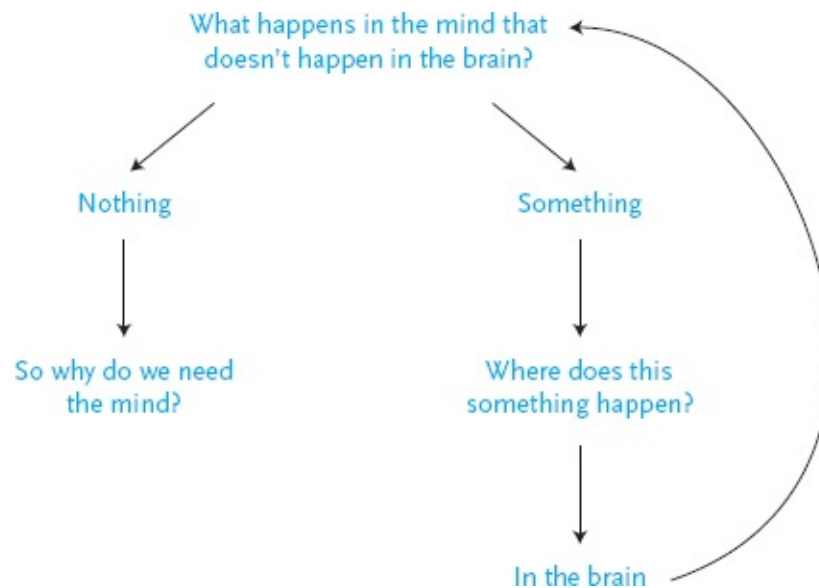 What happens in the mind that
doesn't happen in the brain?
Nothing
Something
So why do we need
the mind?
Where does this
something happen?
In the brain